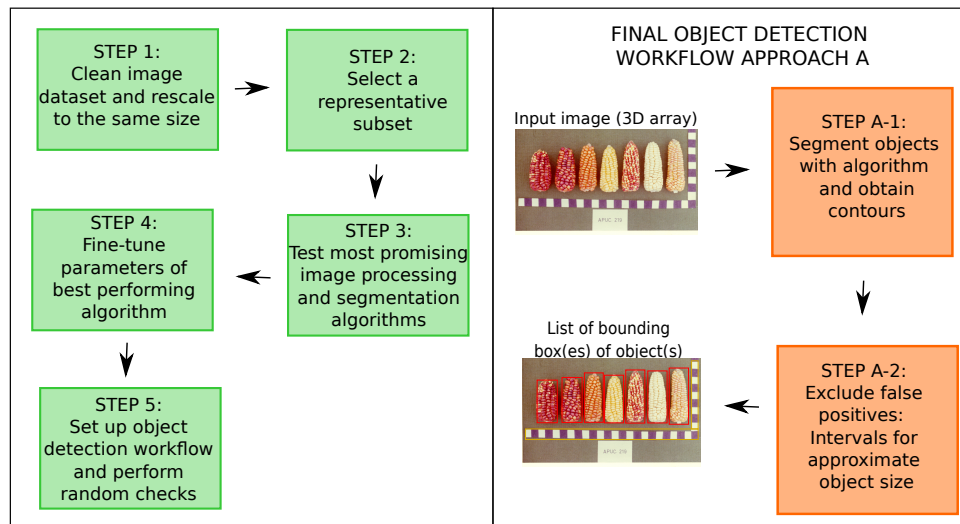 STEP 1:
Clean image
dataset and rescale
to the same size
STEP 2:
Select a
representative
subset
STEP 3:
Test most promising
image processing
and segmentation
algorithms
STEP 4:
Fine-tune
parameters of
best performing
algorithm
STEP 5:
Set up object
detection workflow
and perform
random checks
FINAL OBJECT DETECTION
WORKFLOW APPROACH A
Input image (3D array)
STEP A-1:
Segment objects
with algorithm
and obtain
contours
STEP A-2:
Exclude false
positives:
Intervals for
approximate
object size
List of bounding
box(es) of object(s)